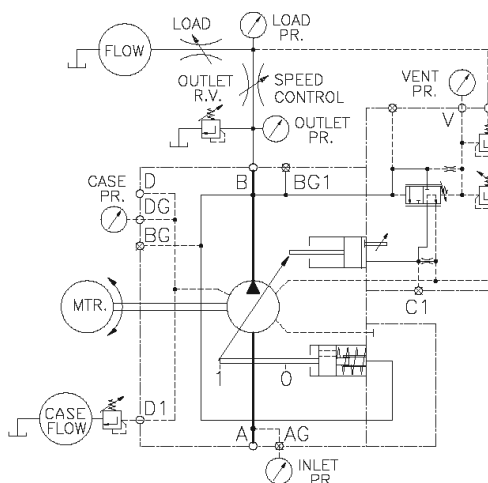 LOAD
LOAD
PR.
FLOW
OUTLET
R.V.
SPEED
CONTROL
VENT
PR.
OUTLET
PR.
V
CASE
PR.
D
DG
BG
B
BG1
C1
MTR.
1
0
CASE
FLOW
D1
A
AG
INLET
PR